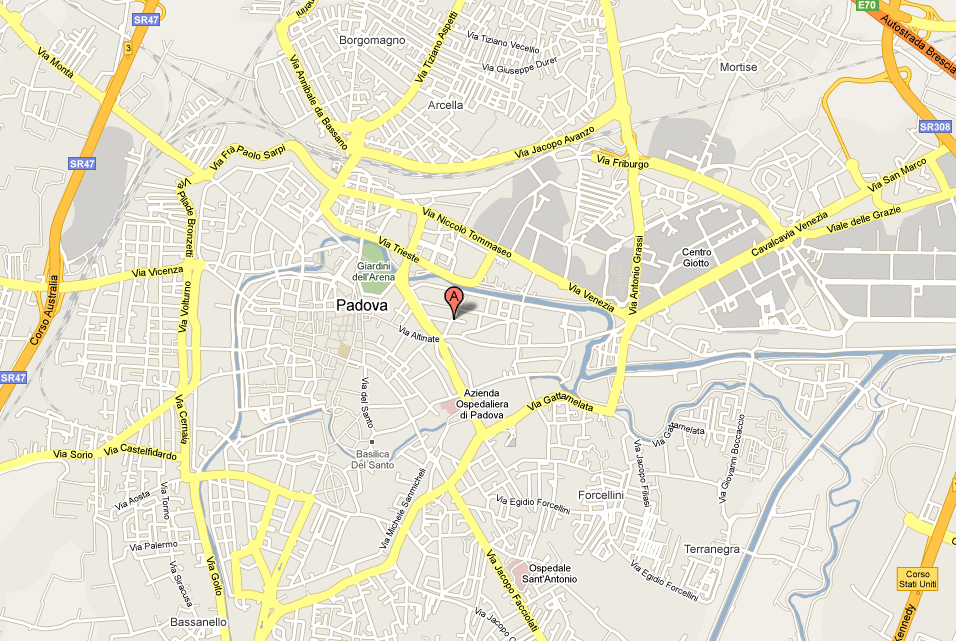 SR47
3
Borgomagno
Via Tiziano Aspetti
Via Tiziano Vecellio
Via Giuseppe Durer
E70
Autostrada Brescia
Mortise
Via Montà
Via Annibale da Bassano
Arcella
SR308
SR47
Via Frà Paolo Sarpi
Via Jacopo Avanzo
Via Friburgo
Via San Marco
Via Pilade Bronzetti
Via Niccolò Tommaseo
Via Trieste
Via Antonio Grassi
Cavalcavia Venezia
Viale delle Grazie
Centro
Giotto
Via Vicenza
Giardini
dell'Arena
Via Venezia
Corso Australia
Via Volturno
Padova
A
Via Altinate
SR47
Via del Santo
Azienda
Ospedaliera
di Padova
Via Gattamelata
Via Cernaia
Via Gattamelata
Via Giovanni Boccaccio
Via Sorio
Via Castelfidardo
Basilica
Del Santo
Via Jacopo Filiasi
Via Michele Sanmicheli
Via Aosta
Via Torino
Via Egidio Forcellini
Forcellini
Via Palermo
Terranegra
Via Goito
Via Siracusa
Via Jacopo Facciolati
Ospedale
Sant'Antonio
Via Egidio Forcellini
Corso
Stati Uniti
Bassanello
Via Jacopo
Kennedy